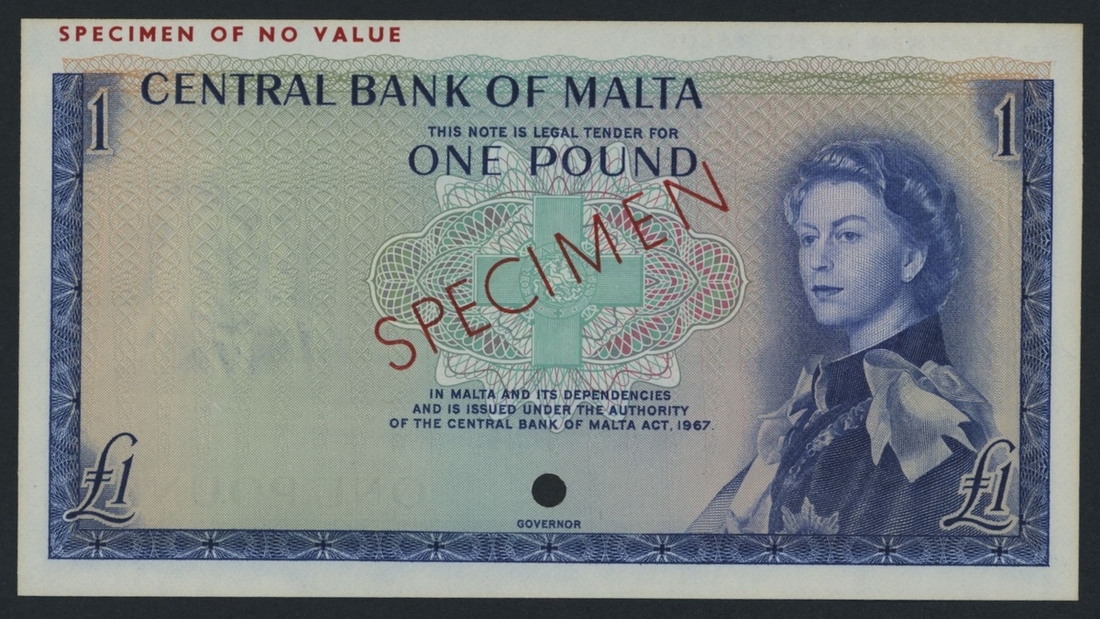 SPECIMEN OF NO VALUE
CENTRAL BANK OF MALTA
1
1
THIS NOTE IS LEGAL TENDER FOR
ONE POUND
SPECIMEN
IN MALTA AND ITS DEPENDENCIES
AND IS ISSUED UNDER THE AUTHORITY
OF THE CENTRAL BANK OF MALTA ACT, 1967.
£1
£1
GOVERNOR